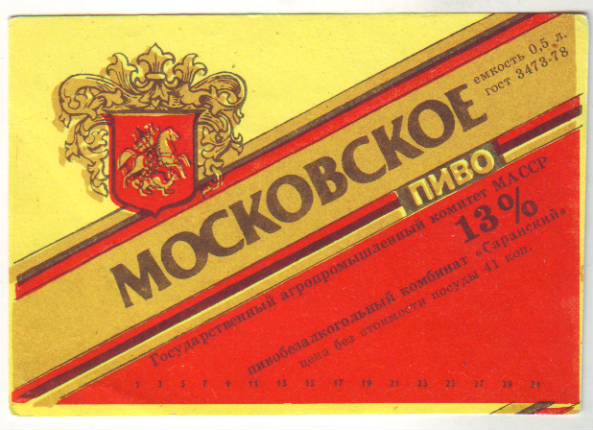 емкость 0,5 л.
гост 3473-78
МОСКОВСКОЕ
ПИВО
Государственный агропромышленный комитет МАССР
13%
пивобезалкогольный комбинат «Саранский»
цена без стоимости посуды 41 коп.
1 3 5 7 9 11 13 15 17 19 21 23 25 27 29 31